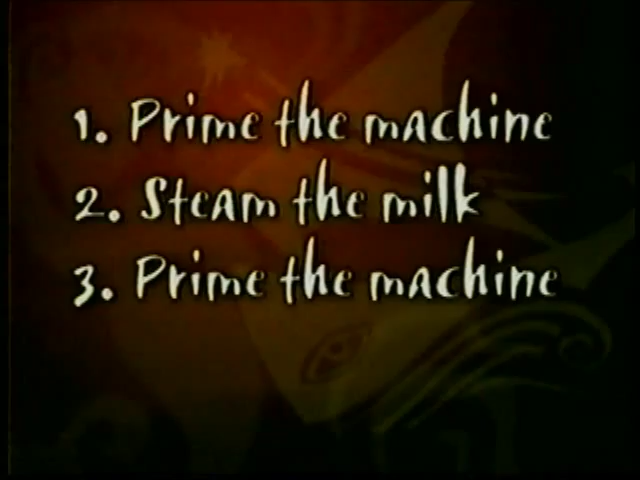 1. Prime the machine
2. Steam the milk
3. Prime the machine